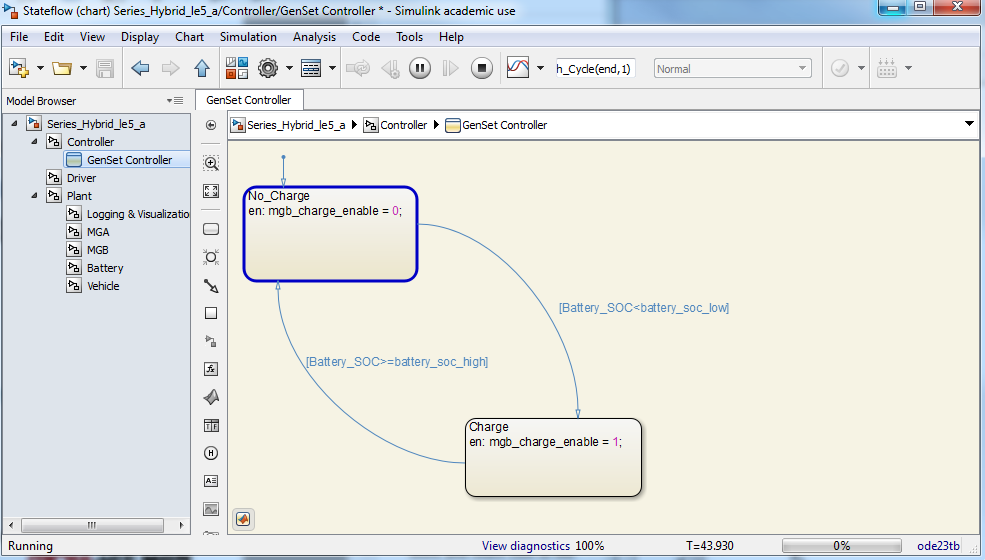 Stateflow (chart) Series_Hybrid_le5_a/Controller/GenSet Controller * - Simulink academic use
File Edit View Display Chart Simulation Analysis Code Tools Help
h_Cycle(end,1) Normal
Model Browser
GenSet Controller
Series_Hybrid_le5_a
Controller
GenSet Controller
Driver
Plant
Logging & Visualizatio
MGA
MGB
Battery
Vehicle
Series_Hybrid_le5_a Controller GenSet Controller
No_Charge
en: mgb_charge_enable = 0;
[Battery_SOC<battery_soc_low]
[Battery_SOC>=battery_soc_high]
Charge
en: mgb_charge_enable = 1;
Running View diagnostics 100% T=43.930 0% ode23tb